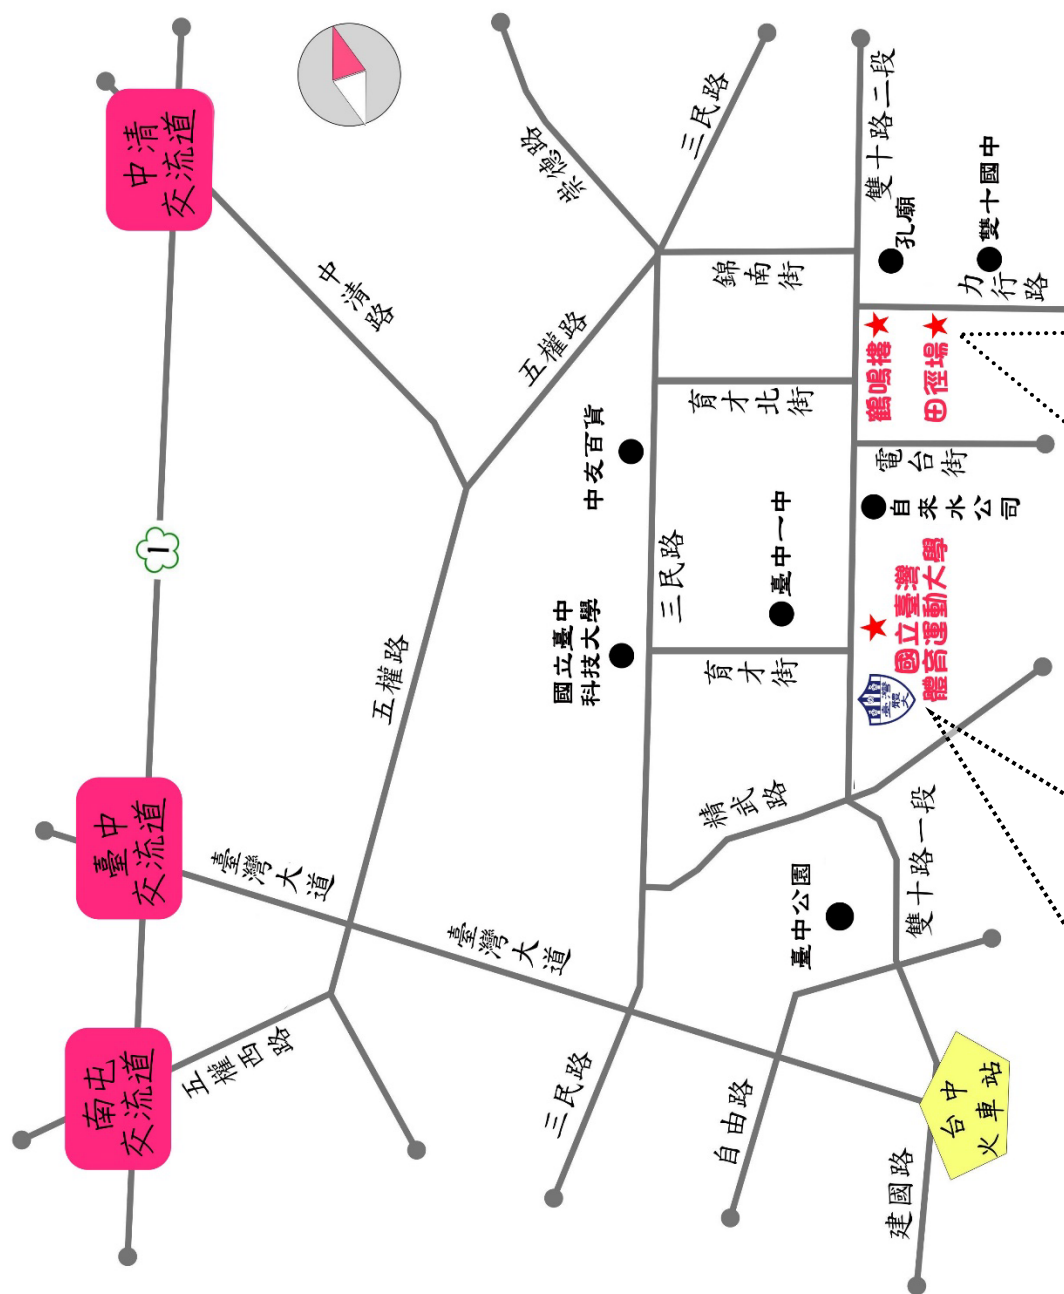 中清
交流道
1
臺中
交流道
南屯
交流道
中清路
五權路
五權路
五權西路
臺灣大道
臺灣大道
崇德路
三民路
三民路
三民路
錦南街
育才北街
育才街
精武路
雙十路二段
雙十路一段
力行路
電台街
自由路
建國路
孔廟
雙十國中
鶴鳴樓
田徑場
自來水公司
中友百貨
臺中一中
國立臺中
科技大學
國立臺灣
體育運動大學
臺灣
體大
臺中公園
台中
火車站